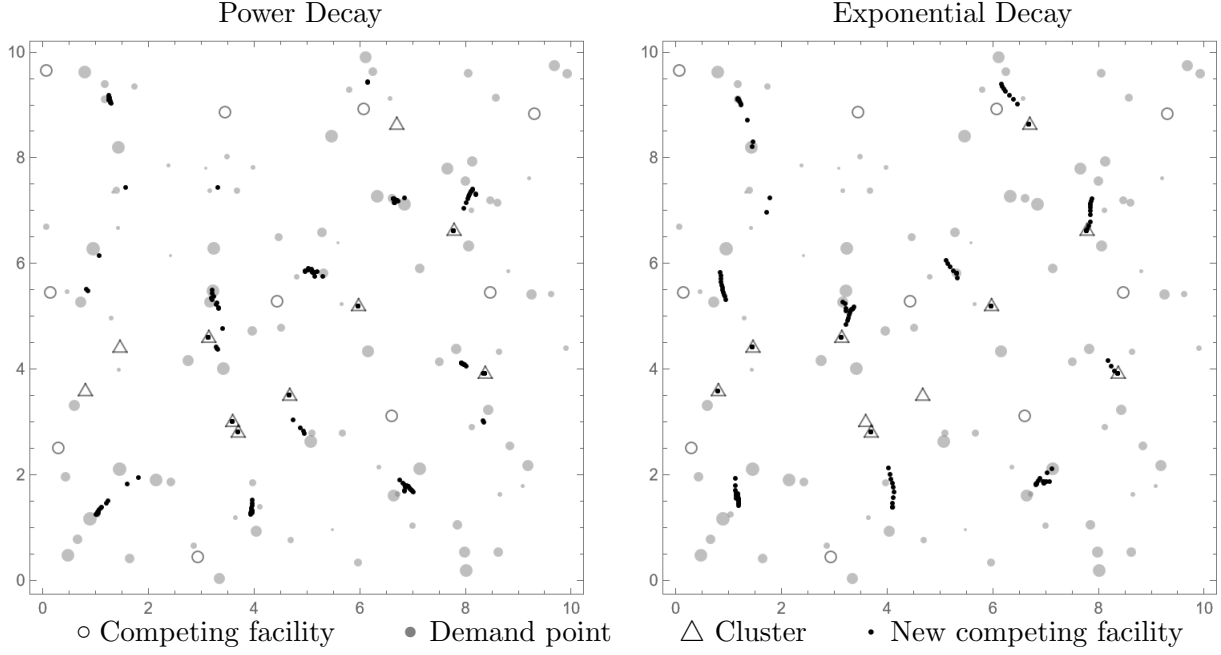 Power Decay
Exponential Decay
10
8
6
4
2
0
0 2 4 6 8 10
10
8
6
4
2
0
0 2 4 6 8 10
Competing facility Demand point Cluster New competing facility